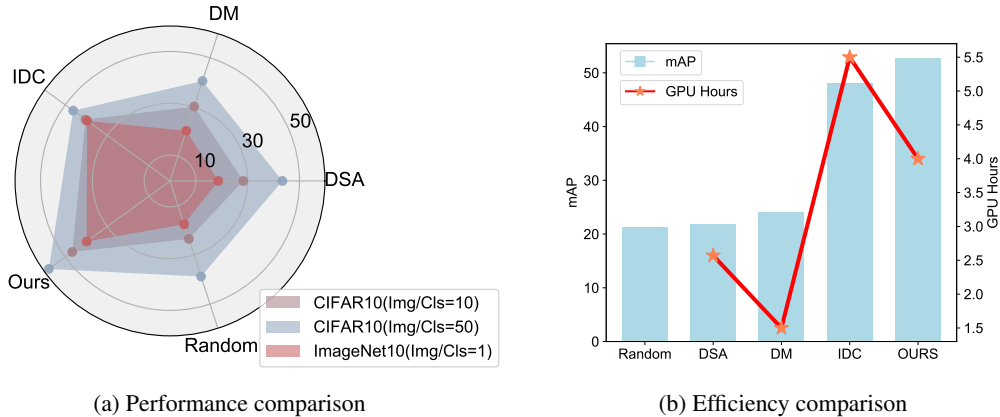 DM
IDC
50
30
10
DSA
Ours
Random
CIFAR10(Img/Cls=10)
CIFAR10(Img/Cls=50)
ImageNet10(Img/Cls=1)
(a) Performance comparison
mAP
GPU Hours
50
40
30
20
10
0
mAP
5.5
5.0
4.5
4.0
3.5
3.0
2.5
2.0
1.5
GPU Hours
Random DSA DM IDC OURS
(b) Efficiency comparison